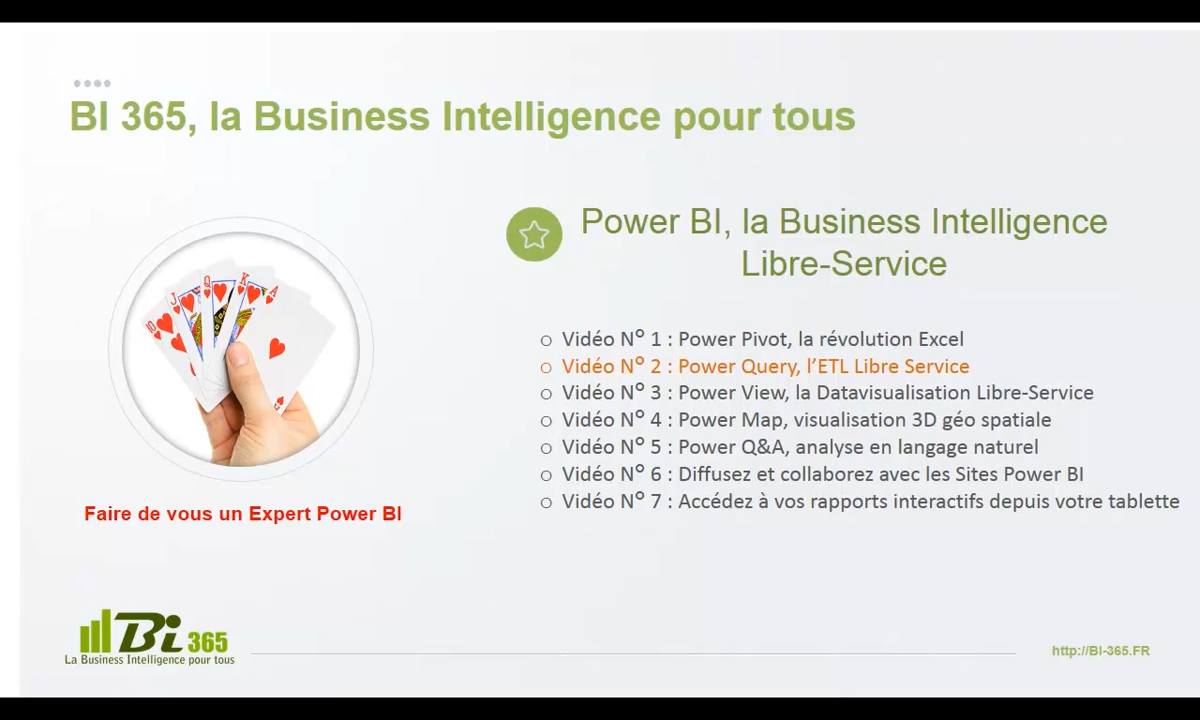 BI 365, la Business Intelligence pour tous
Power BI, la Business Intelligence
Libre-Service
10 J Q K A
o Vidéo N° 1 : Power Pivot, la révolution Excel
o Vidéo N° 2 : Power Query, l’ETL Libre Service
o Vidéo N° 3 : Power View, la Datavisualisation Libre-Service
o Vidéo N° 4 : Power Map, visualisation 3D géo spatiale
o Vidéo N° 5 : Power Q&A, analyse en langage naturel
o Vidéo N° 6 : Diffusez et collaborez avec les Sites Power BI
o Vidéo N° 7 : Accédez à vos rapports interactifs depuis votre tablette
Faire de vous un Expert Power BI
Bi 365
La Business Intelligence pour tous
http://BI-365.FR